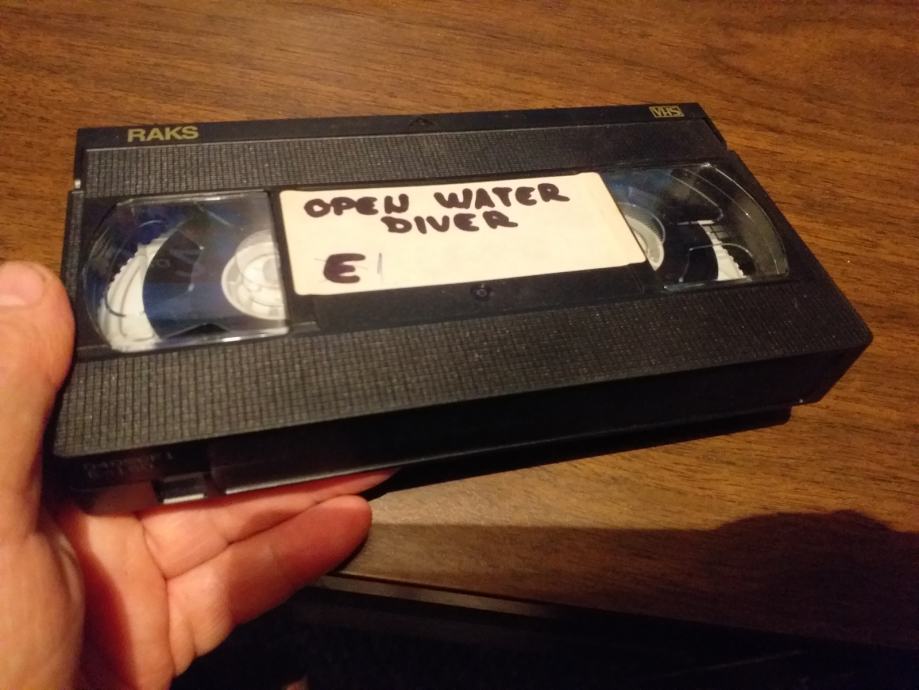 RAKS
VHS
OPEN WATER
DIVER
E